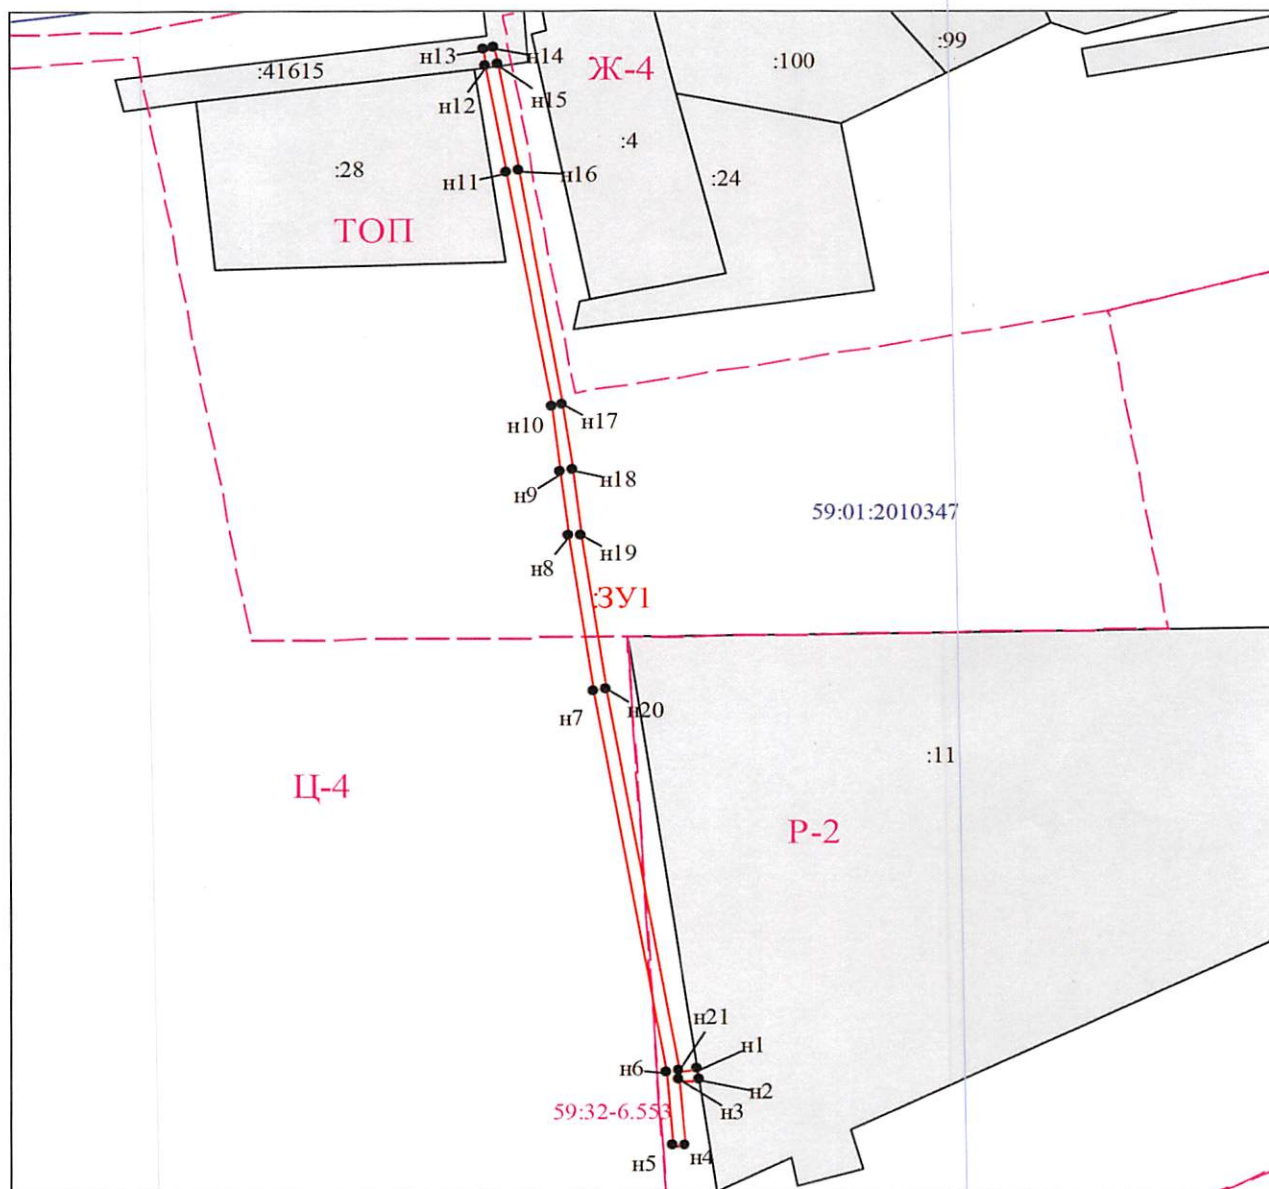 :99
н13
н14
Ж-4
:100
:41615
н12
н15
:4
:28
н11
н16
:24
ТОП
н10
н17
н9
н18
59:01:2010347
н8
н19
:ЗУ1
н7
н20
:11
Ц-4
Р-2
н21
н1
н6
н2
59:32-6.553
н3
н5
н4